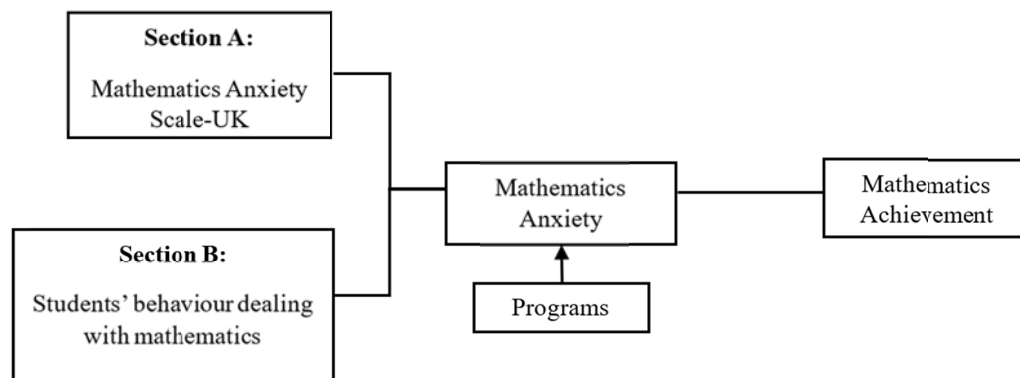 Section A:
Mathematics Anxiety
Scale-UK
Section B:
Students’ behaviour dealing
with mathematics
Mathematics
Anxiety
Programs
Mathematics
Achievement